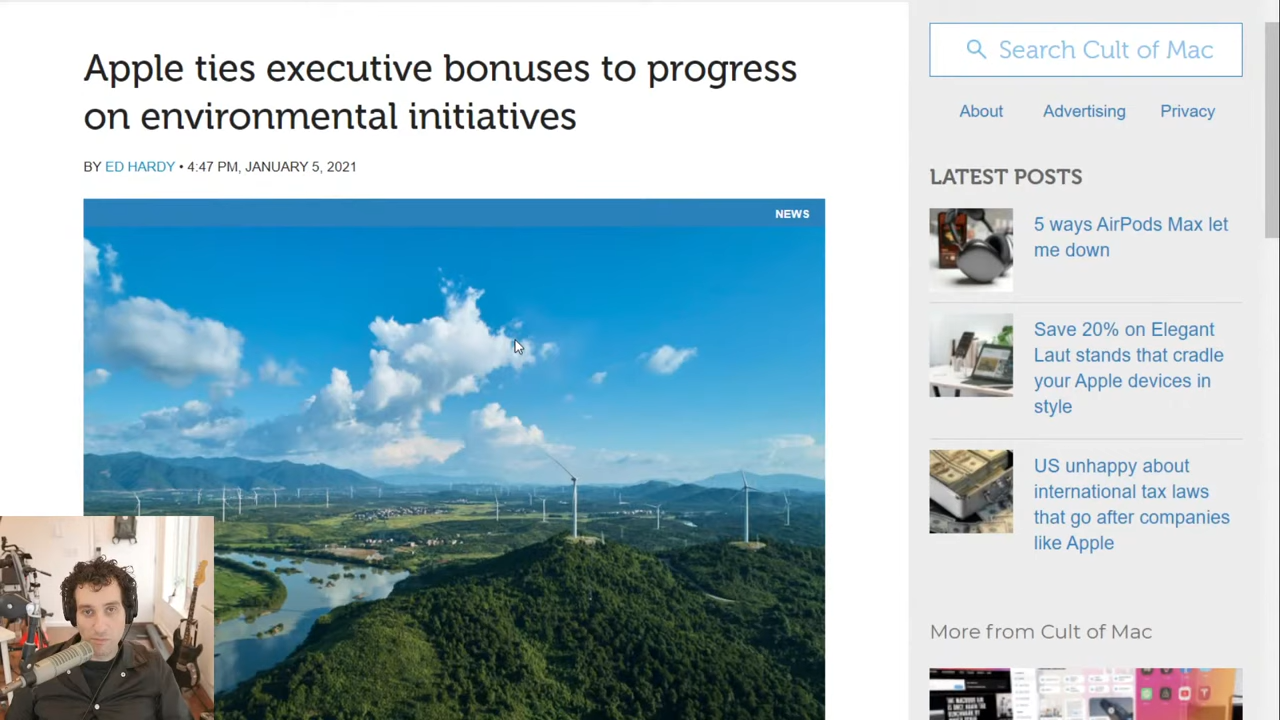 Apple ties executive bonuses to progress
on environmental initiatives
BY ED HARDY • 4:47 PM, JANUARY 5, 2021
NEWS
Search Cult of Mac
About Advertising Privacy
LATEST POSTS
5 ways AirPods Max let
me down
Save 20% on Elegant
Laut stands that cradle
your Apple devices in
style
US unhappy about
international tax laws
that go after companies
like Apple
More from Cult of Mac